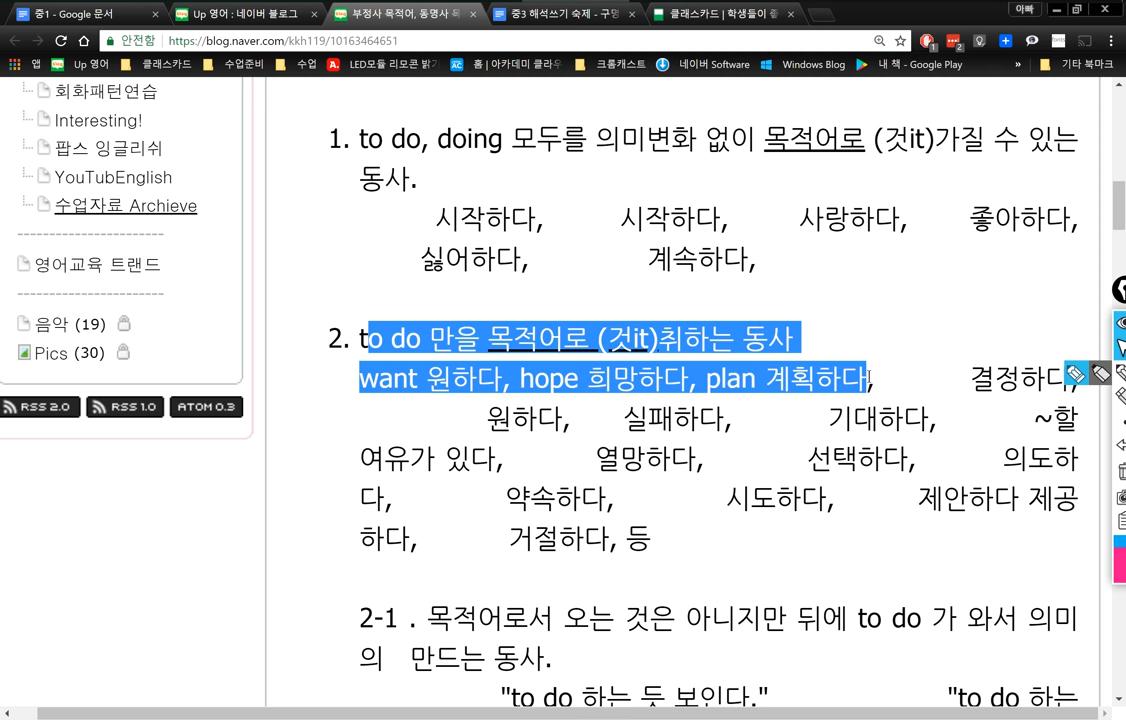 중1 - Google 문서
Up 영어 : 네이버 블로그
부정사 목적어, 동명사 목
중3 해석쓰기 숙제 - 구멍
클래스카드 | 학생들이 좋
아빠
안전함 https://blog.naver.com/kkh119/10163464651
앱 Up 영어 클래스카드 수업준비 수업 LED모듈 리모콘 밝기 홈 | 아카데미 클라우 크롬캐스트 네이버 Software Windows Blog 내 책 - Google Play » 기타 북마크
회화패턴연습
Interesting!
팝스 잉글리쉬
YouTubEnglish
수업자료 Archieve
영어교육 트랜드
음악 (19)
Pics (30)
RSS 2.0 RSS 1.0 ATOM 0.3
1. to do, doing 모두를 의미변화 없이 목적어로 (것it)가질 수 있는
동사.
시작하다, 시작하다, 사랑하다, 좋아하다,
싫어하다, 계속하다,
2. to do 만을 목적어로 (것it)취하는 동사
want 원하다, hope 희망하다, plan 계획하다, 결정하다,
원하다, 실패하다, 기대하다, ~할
여유가 있다, 열망하다, 선택하다, 의도하
다, 약속하다, 시도하다, 제안하다 제공
하다, 거절하다, 등
2-1 . 목적어로서 오는 것은 아니지만 뒤에 to do 가 와서 의미
의 만드는 동사.
"to do 하는 듯 보인다." "to do 하는